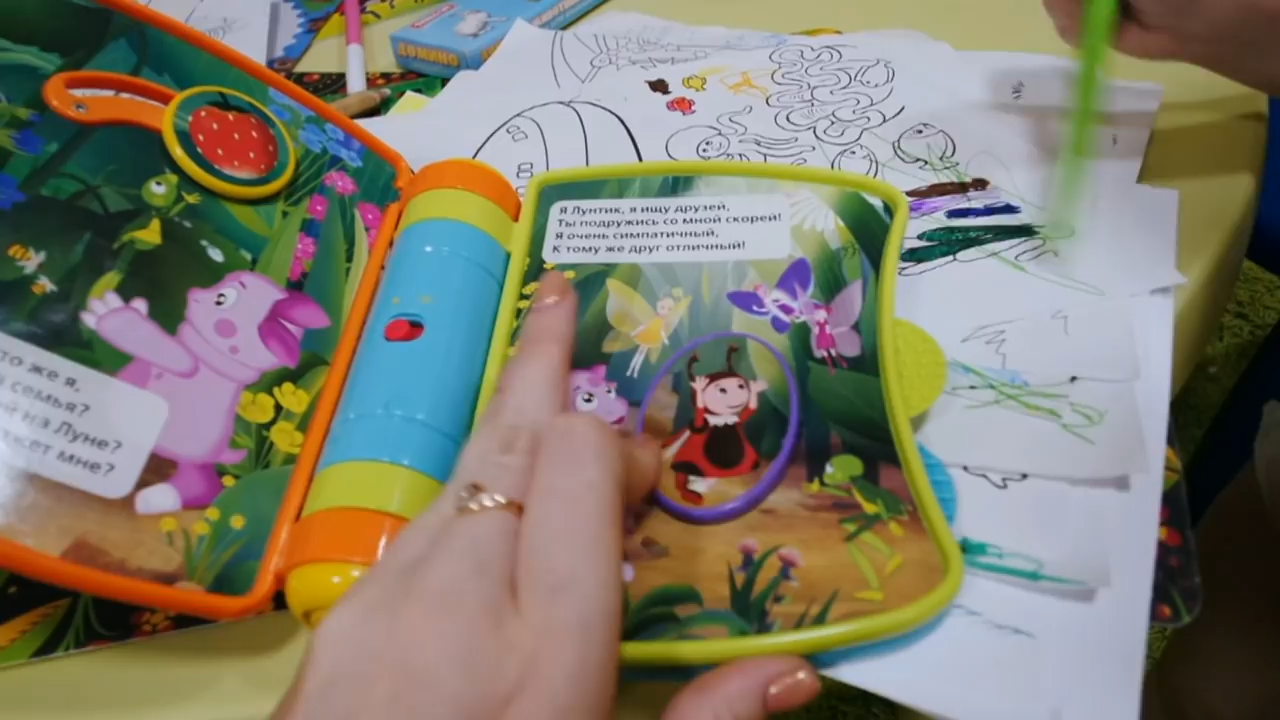 ДОМИНО
Я Лунтик, я ищу друзей,
Ты подружись со мной скорей!
Я очень симпатичный,
К тому же друг отличный!
то же я,
семья?
на Луне?
жет мне?